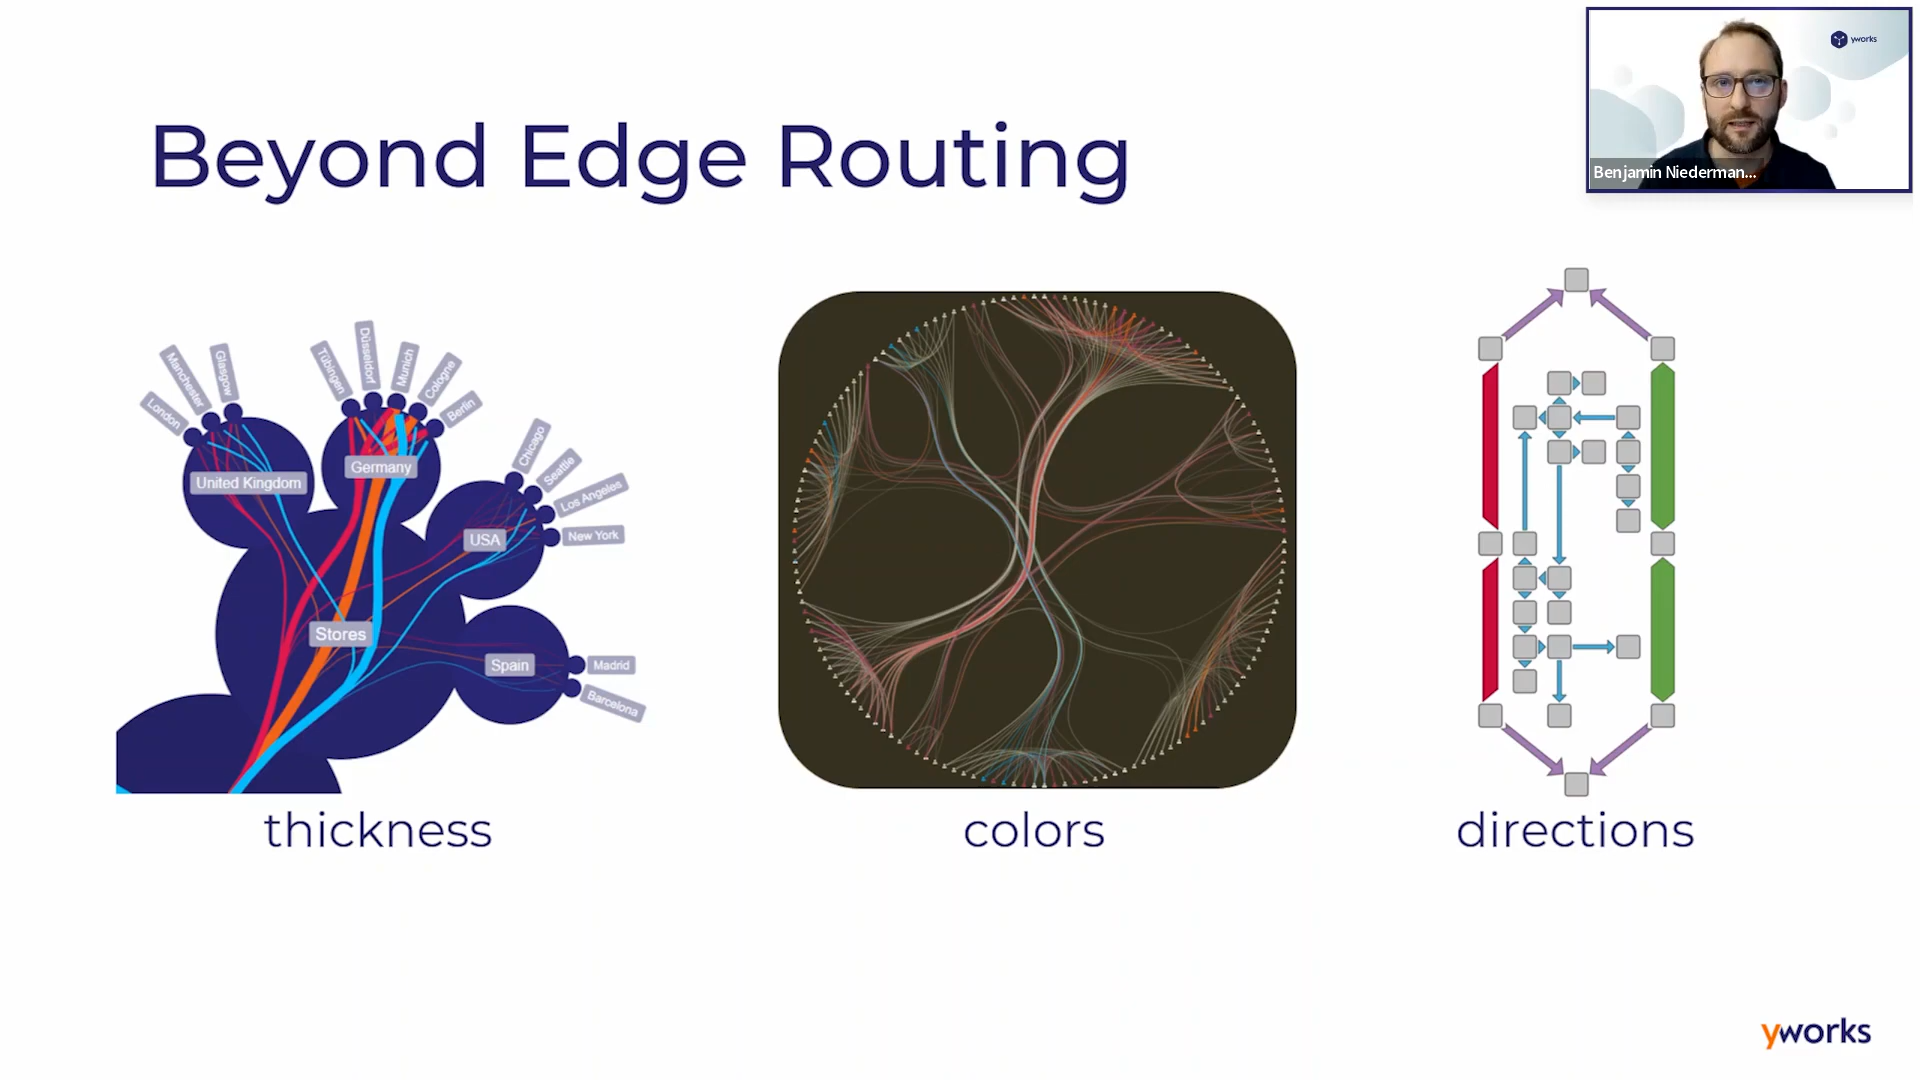 yworks
Benjamin Niederman...
Beyond Edge Routing
Manchester
Glasgow
London
United Kingdom
Tübingen
Düsseldorf
Munich
Cologne
Berlin
Germany
Chicago
Seattle
Los Angeles
New York
USA
Stores
Spain
Madrid
Barcelona
thickness
colors
directions
yworks